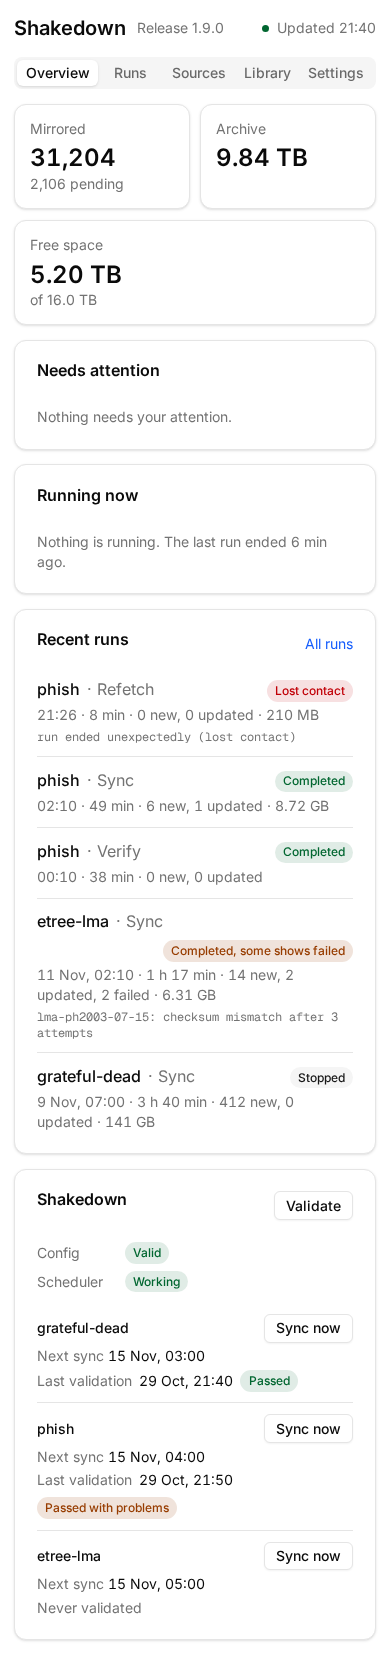 Shakedown Release 1.9.0 Updated 21:40
Overview Runs Sources Library Settings
Mirrored
31,204
2,106 pending
Archive
9.84 TB
Free space
5.20 TB
of 16.0 TB
Needs attention
Nothing needs your attention.
Running now
Nothing is running. The last run ended 6 min
ago.
Recent runs
All runs
phish · Refetch Lost contact
21:26 · 8 min · 0 new, 0 updated · 210 MB
run ended unexpectedly (lost contact)
phish · Sync Completed
02:10 · 49 min · 6 new, 1 updated · 8.72 GB
phish · Verify Completed
00:10 · 38 min · 0 new, 0 updated
etree-lma · Sync
Completed, some shows failed
11 Nov, 02:10 · 1 h 17 min · 14 new, 2
updated, 2 failed · 6.31 GB
lma-ph2003-07-15: checksum mismatch after 3
attempts
grateful-dead · Sync Stopped
9 Nov, 07:00 · 3 h 40 min · 412 new, 0
updated · 141 GB
Shakedown Validate
Config Valid
Scheduler Working
grateful-dead Sync now
Next sync 15 Nov, 03:00
Last validation 29 Oct, 21:40 Passed
phish Sync now
Next sync 15 Nov, 04:00
Last validation 29 Oct, 21:50
Passed with problems
etree-lma Sync now
Next sync 15 Nov, 05:00
Never validated